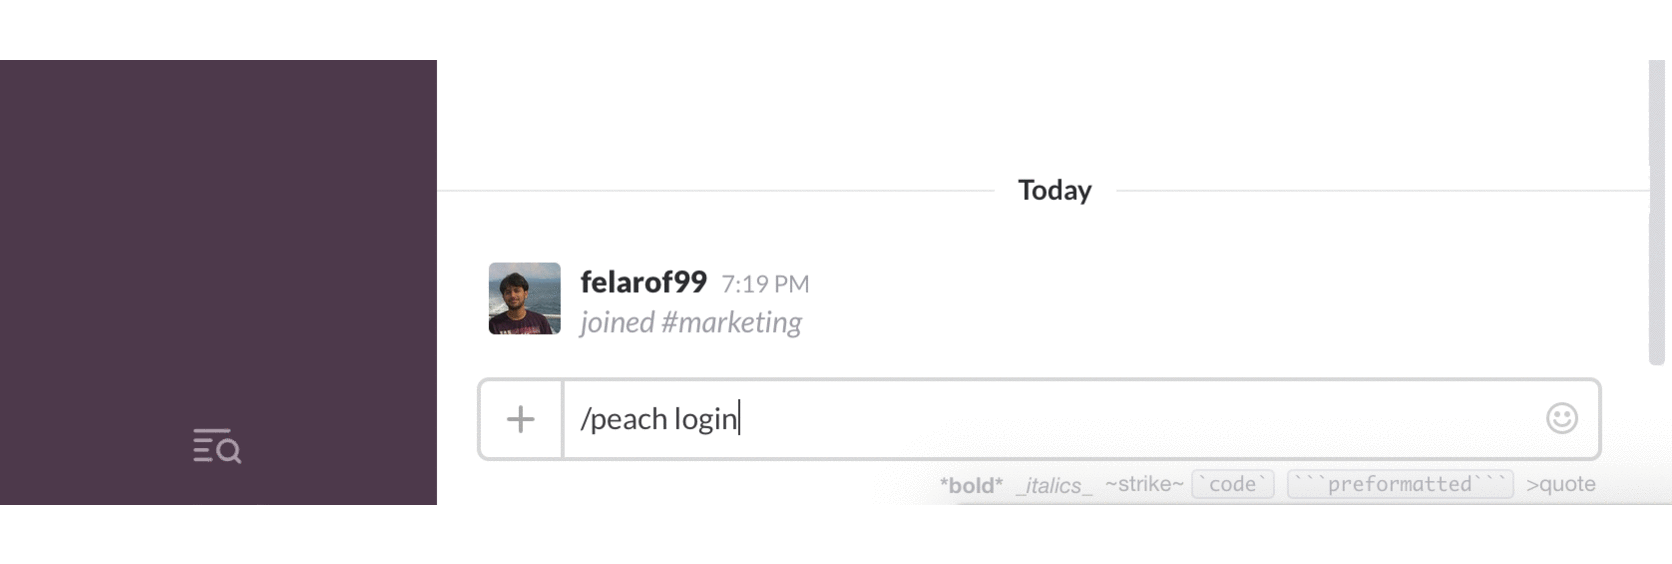 Today
felarof99 7:19 PM
joined #marketing
/peach login
*bold* _italics_ ~strike~ `code` ```preformatted``` >quote